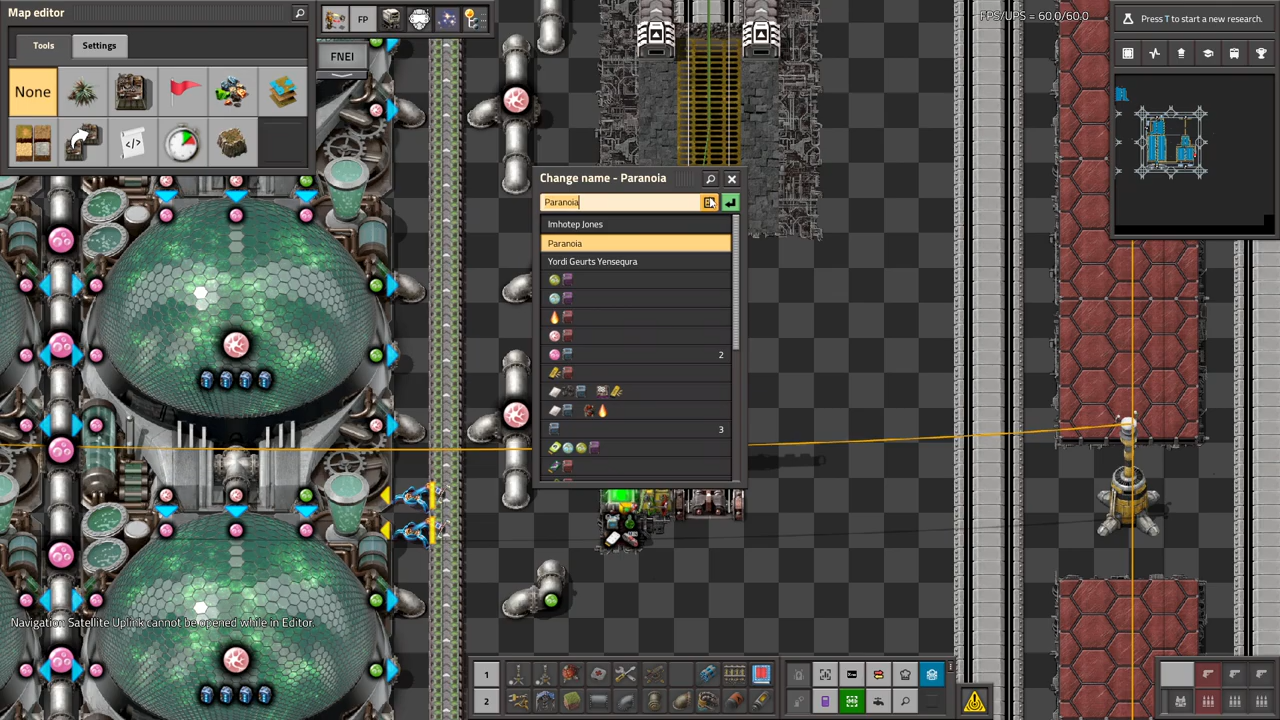 Map editor
Tools
Settings
None
FP
FNEI
FPS/UPS = 60.0/60.0
Press T to start a new research.
Change name - Paranoia
Paranoia
Imhotep Jones
Paranoia
Yordi Geurts Yensequra
2
3
Navigation Satellite Uplink cannot be opened while in Editor.
1
2